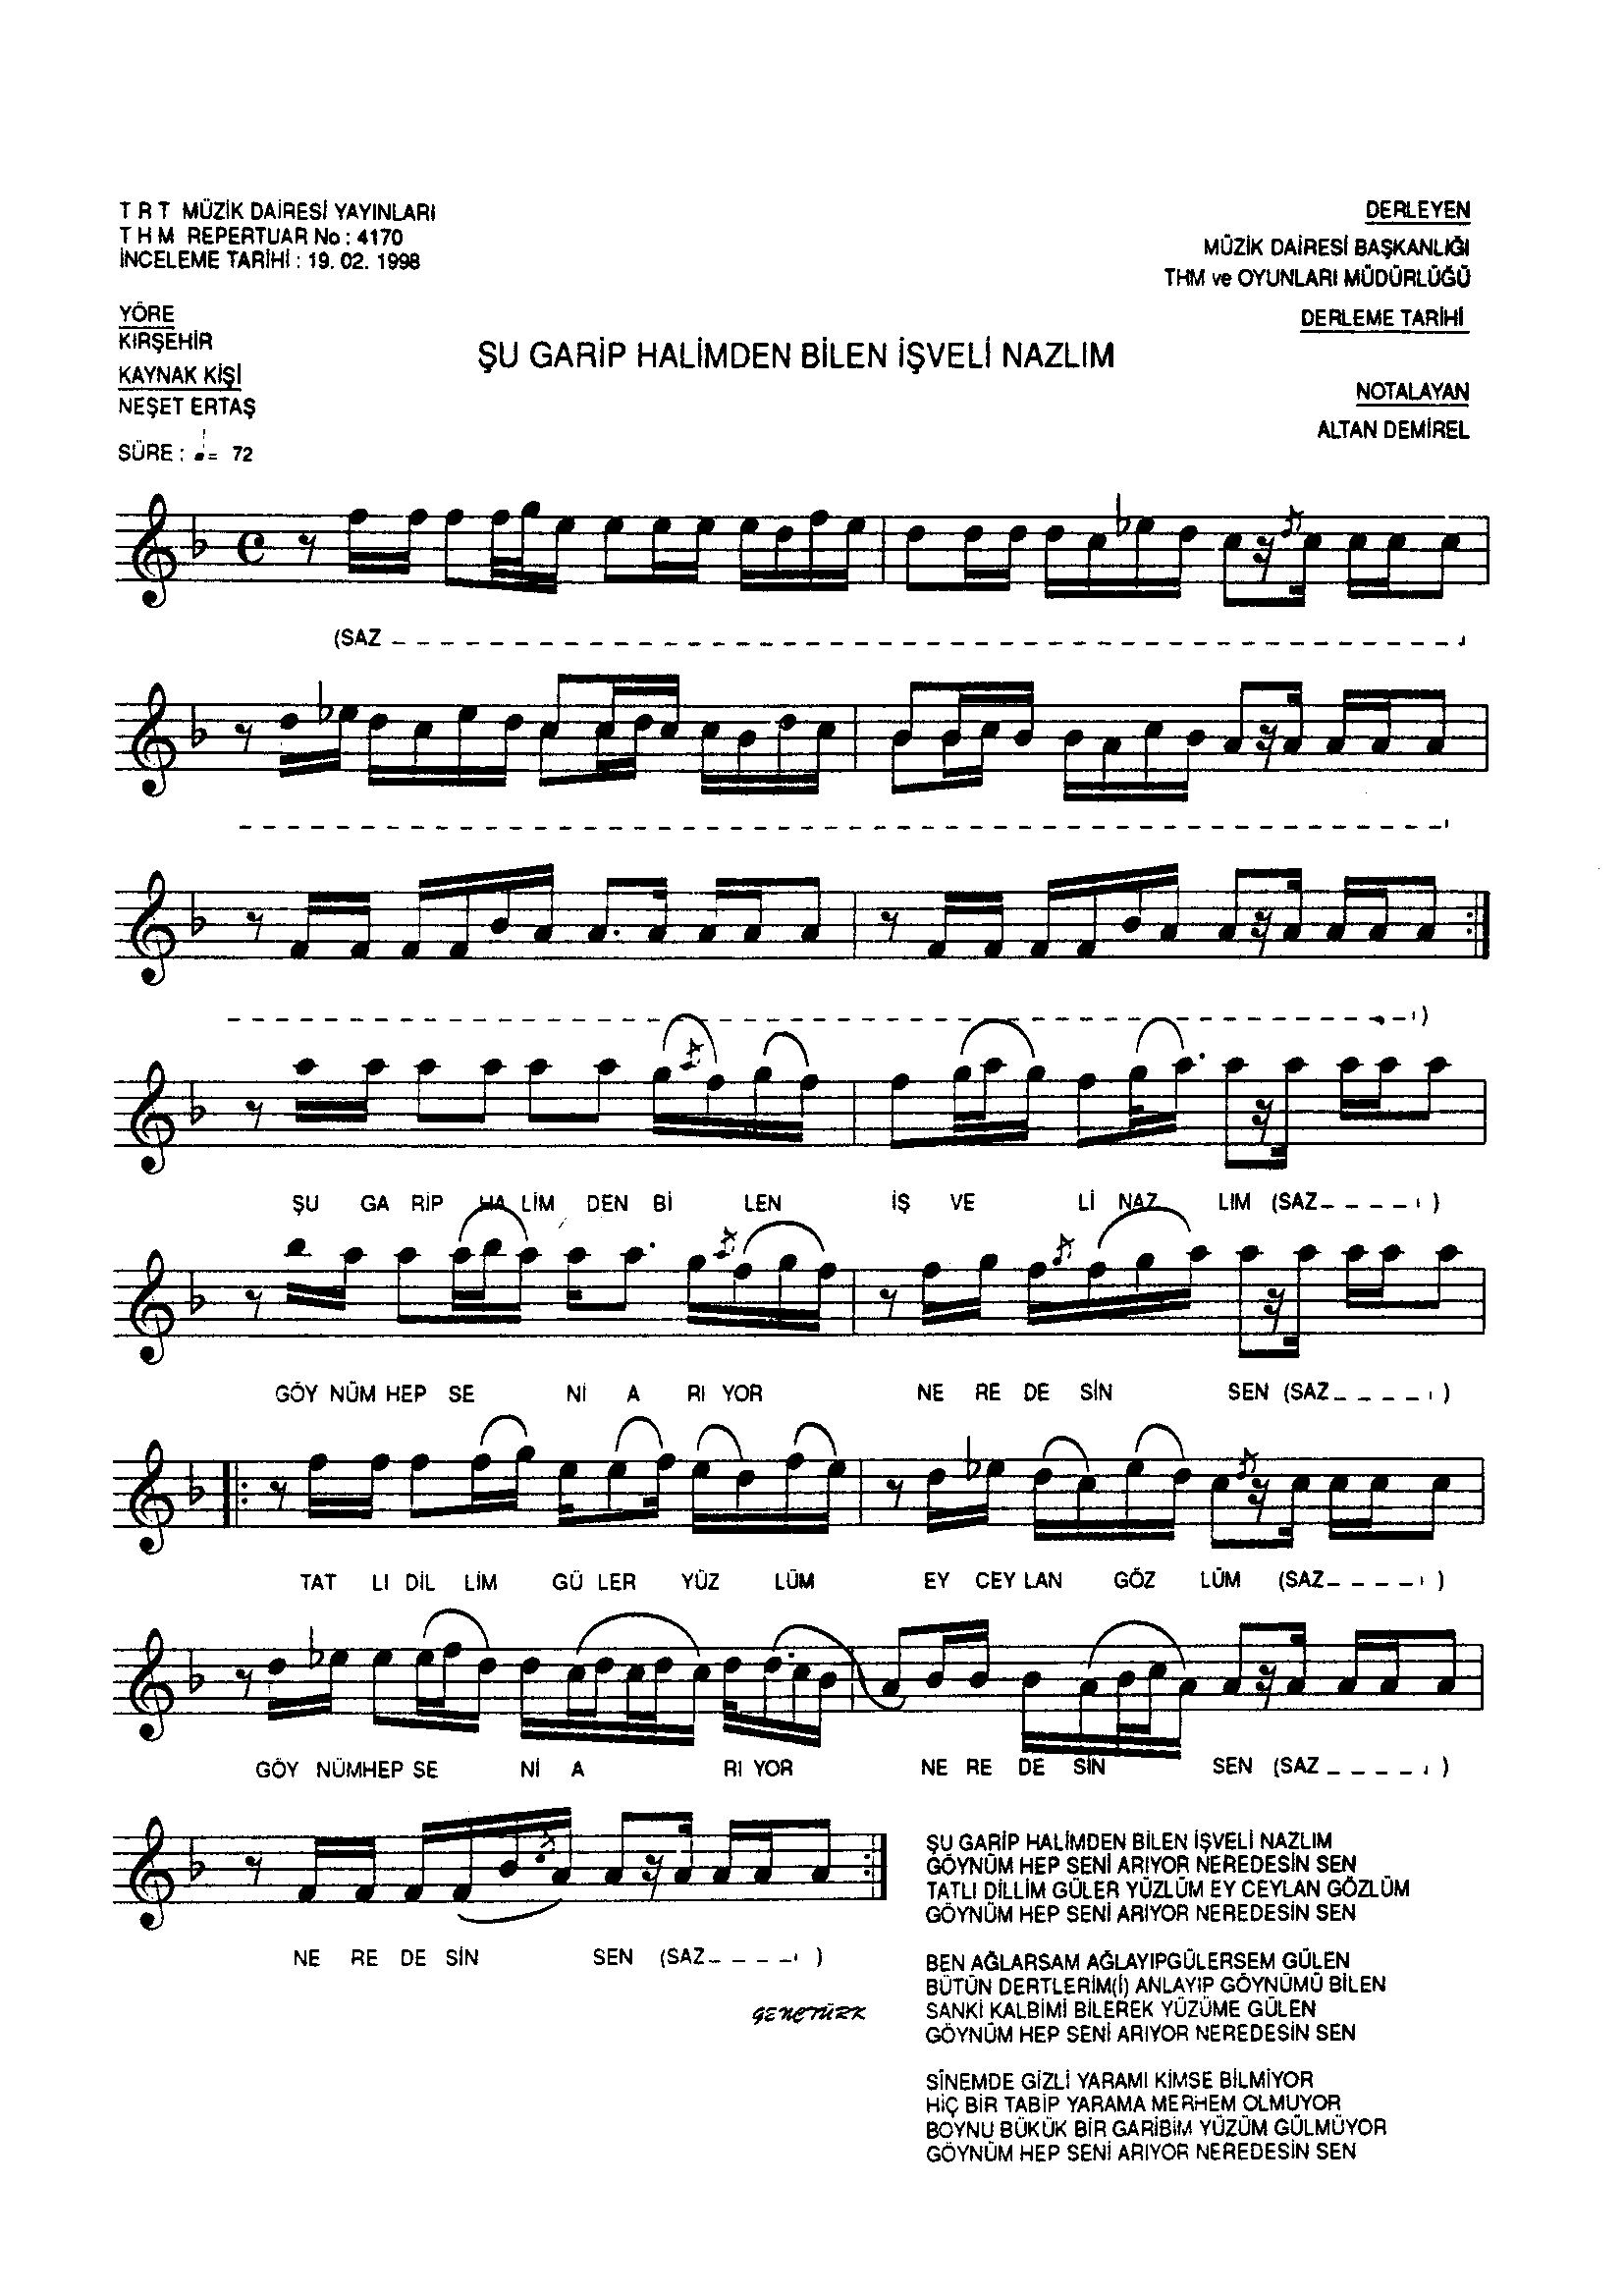 T R T MÜZİK DAİRESİ YAYINLARI
T H M REPERTUAR No : 4170
İNCELEME TARİHİ : 19. 02. 1998
DERLEYEN
MÜZİK DAİRESİ BAŞKANLIĞI
THM ve OYUNLARI MÜDÜRLÜĞÜ
YÖRE
KIRŞEHİR
DERLEME TARİHİ
ŞU GARİP HALİMDEN BİLEN İŞVELİ NAZLIM
KAYNAK KİŞİ
NEŞET ERTAŞ
NOTALAYAN
ALTAN DEMİREL
SÜRE : ♩= 72
(SAZ
)
ŞU GA RİP HA LİM DEN Bİ LEN İŞ VE Lİ NAZ LIM (SAZ )
GÖY NÜM HEP SE Nİ A RI YOR NE RE DE SİN SEN (SAZ )
TAT LI DİL LİM GÜ LER YÜZ LÜM EY CEY LAN GÖZ LÜM (SAZ )
GÖY NÜMHEP SE Nİ A RI YOR NE RE DE SİN SEN (SAZ )
NE RE DE SİN SEN (SAZ )
GENÇTÜRK
ŞU GARİP HALİMDEN BİLEN İŞVELİ NAZLIM
GÖYNÜM HEP SENİ ARIYOR NEREDESİN SEN
TATLI DİLLİM GÜLER YÜZLÜM EY CEYLAN GÖZLÜM
GÖYNÜM HEP SENİ ARIYOR NEREDESİN SEN
BEN AĞLARSAM AĞLAYIPGÜLERSEM GÜLEN
BÜTÜN DERTLERİM(İ) ANLAYIP GÖYNÜMÜ BİLEN
SANKİ KALBİMİ BİLEREK YÜZÜME GÜLEN
GÖYNÜM HEP SENİ ARIYOR NEREDESİN SEN
SİNEMDE GİZLİ YARAMI KİMSE BİLMİYOR
HİÇ BİR TABİP YARAMA MERHEM OLMUYOR
BOYNU BÜKÜK BİR GARİBİM YÜZÜM GÜLMÜYOR
GÖYNÜM HEP SENİ ARIYOR NEREDESİN SEN